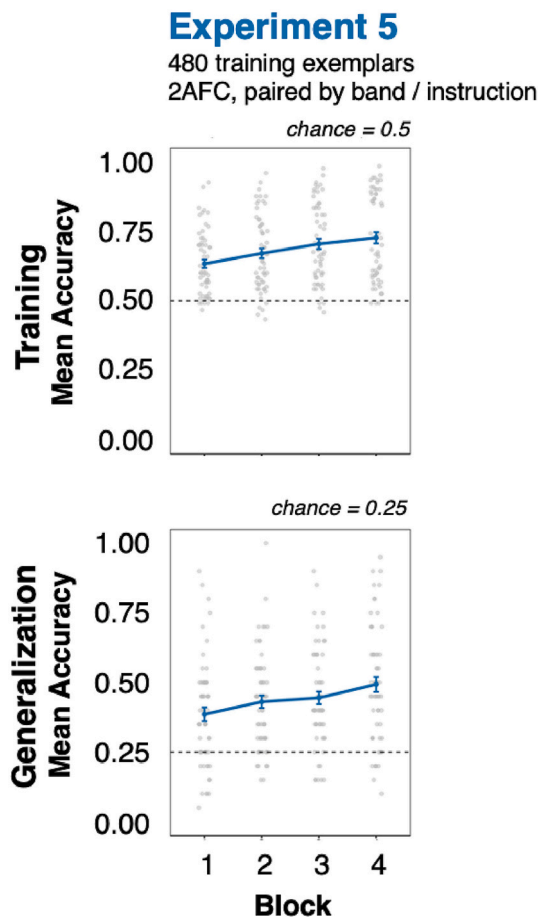 Experiment 5
480 training exemplars
2AFC, paired by band / instruction
chance = 0.5
Training
Mean Accuracy
1.00
0.75
0.50
0.25
0.00
chance = 0.25
Generalization
Mean Accuracy
1.00
0.75
0.50
0.25
0.00
1 2 3 4
Block